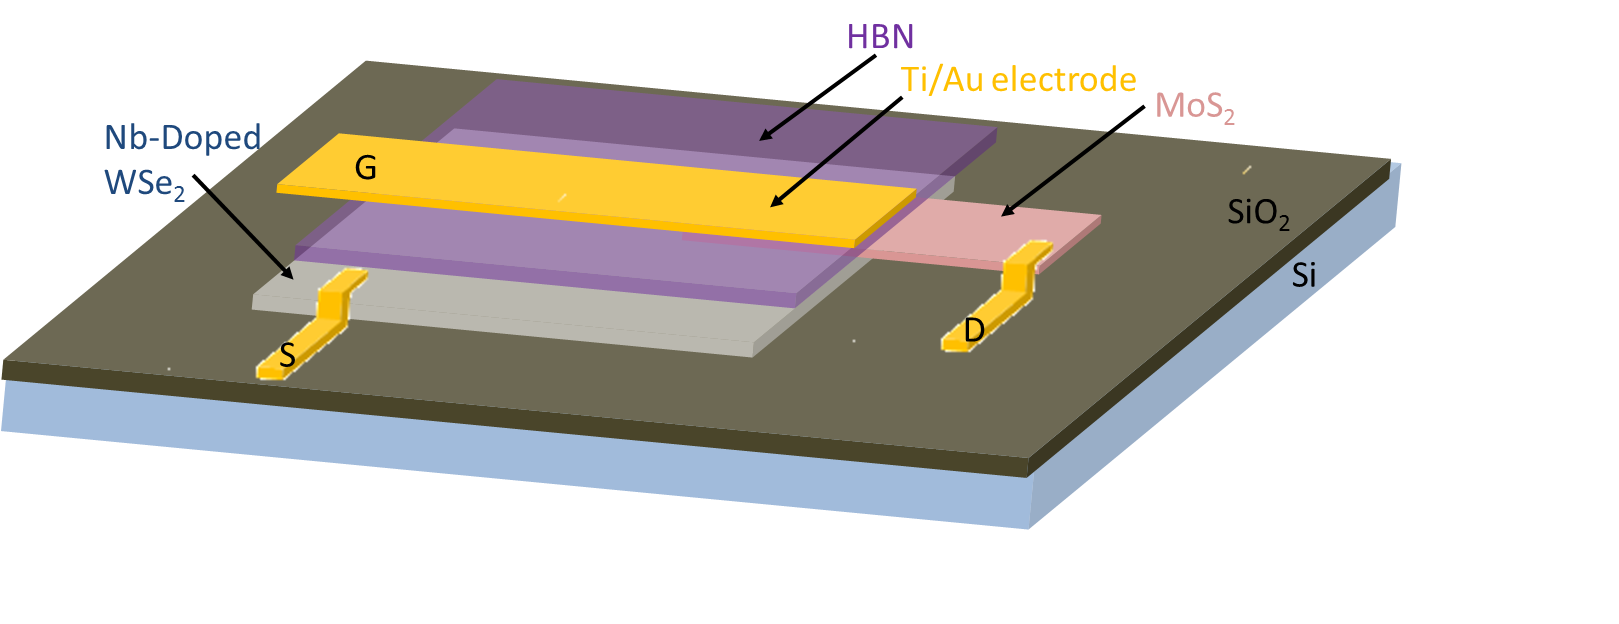 HBN
Ti/Au electrode
MoS₂
Nb-Doped
WSe₂
G
SiO₂
Si
D
S